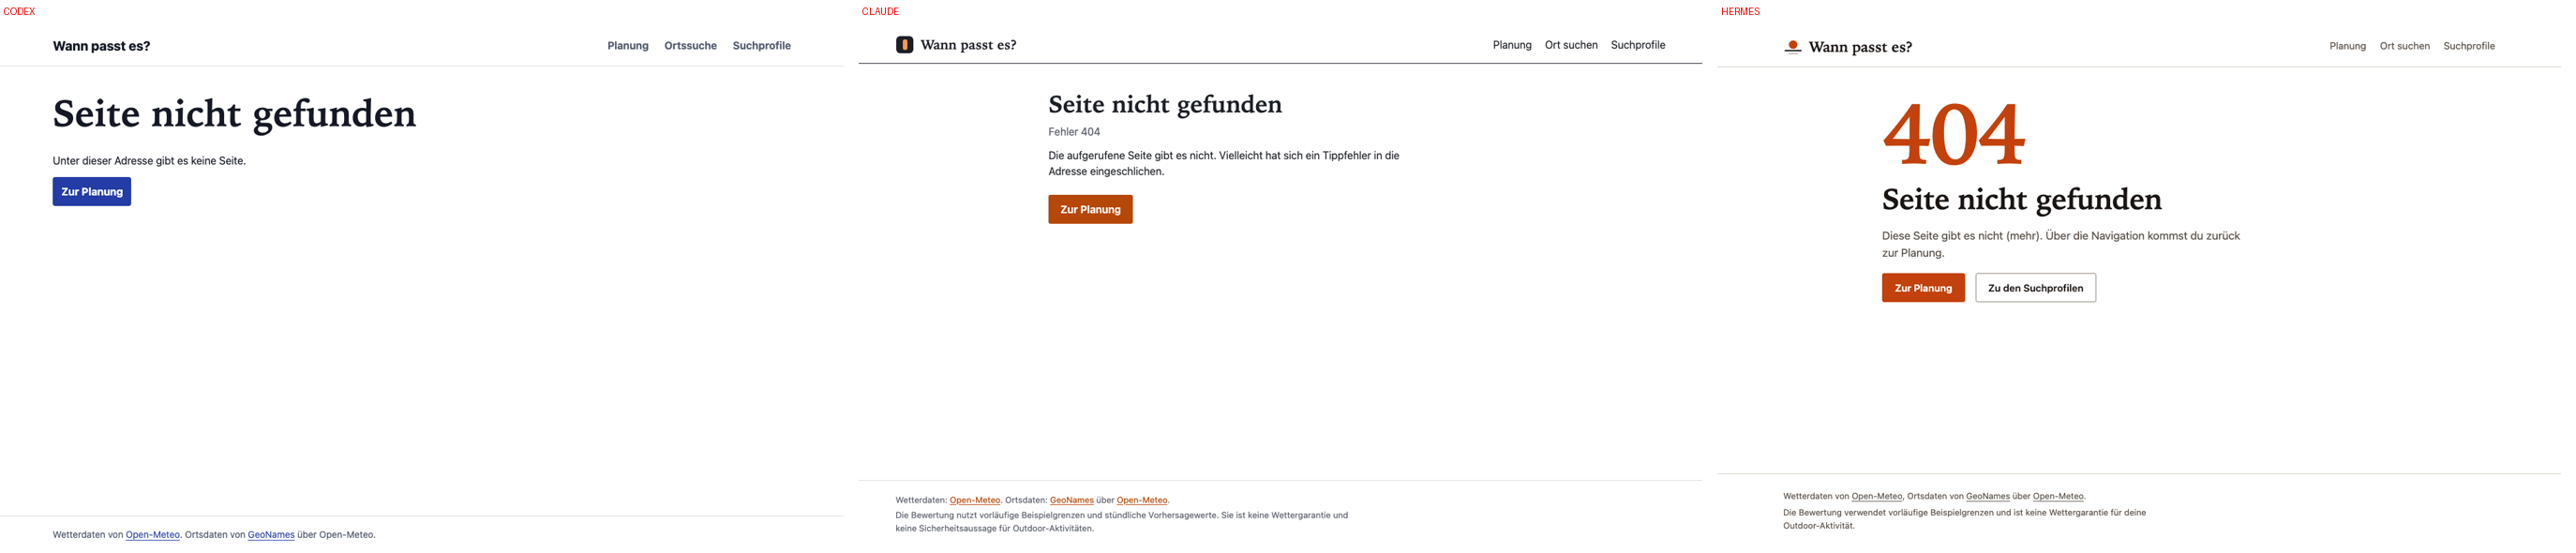 CODEX
Wann passt es?
Planung Ortssuche Suchprofile
Seite nicht gefunden
Unter dieser Adresse gibt es keine Seite.
Zur Planung
Wetterdaten von Open-Meteo. Ortsdaten von GeoNames über Open-Meteo.
CLAUDE
Wann passt es?
Planung Ort suchen Suchprofile
Seite nicht gefunden
Fehler 404
Die aufgerufene Seite gibt es nicht. Vielleicht hat sich ein Tippfehler in die
Adresse eingeschlichen.
Zur Planung
Wetterdaten: Open-Meteo. Ortsdaten: GeoNames über Open-Meteo.
Die Bewertung nutzt vorläufige Beispielgrenzen und stündliche Vorhersagewerte. Sie ist keine Wettergarantie und
keine Sicherheitsaussage für Outdoor-Aktivitäten.
HERMES
Wann passt es?
Planung Ort suchen Suchprofile
404
Seite nicht gefunden
Diese Seite gibt es nicht (mehr). Über die Navigation kommst du zurück
zur Planung.
Zur Planung Zu den Suchprofilen
Wetterdaten von Open-Meteo, Ortsdaten von GeoNames über Open-Meteo.
Die Bewertung verwendet vorläufige Beispielgrenzen und ist keine Wettergarantie für deine
Outdoor-Aktivität.